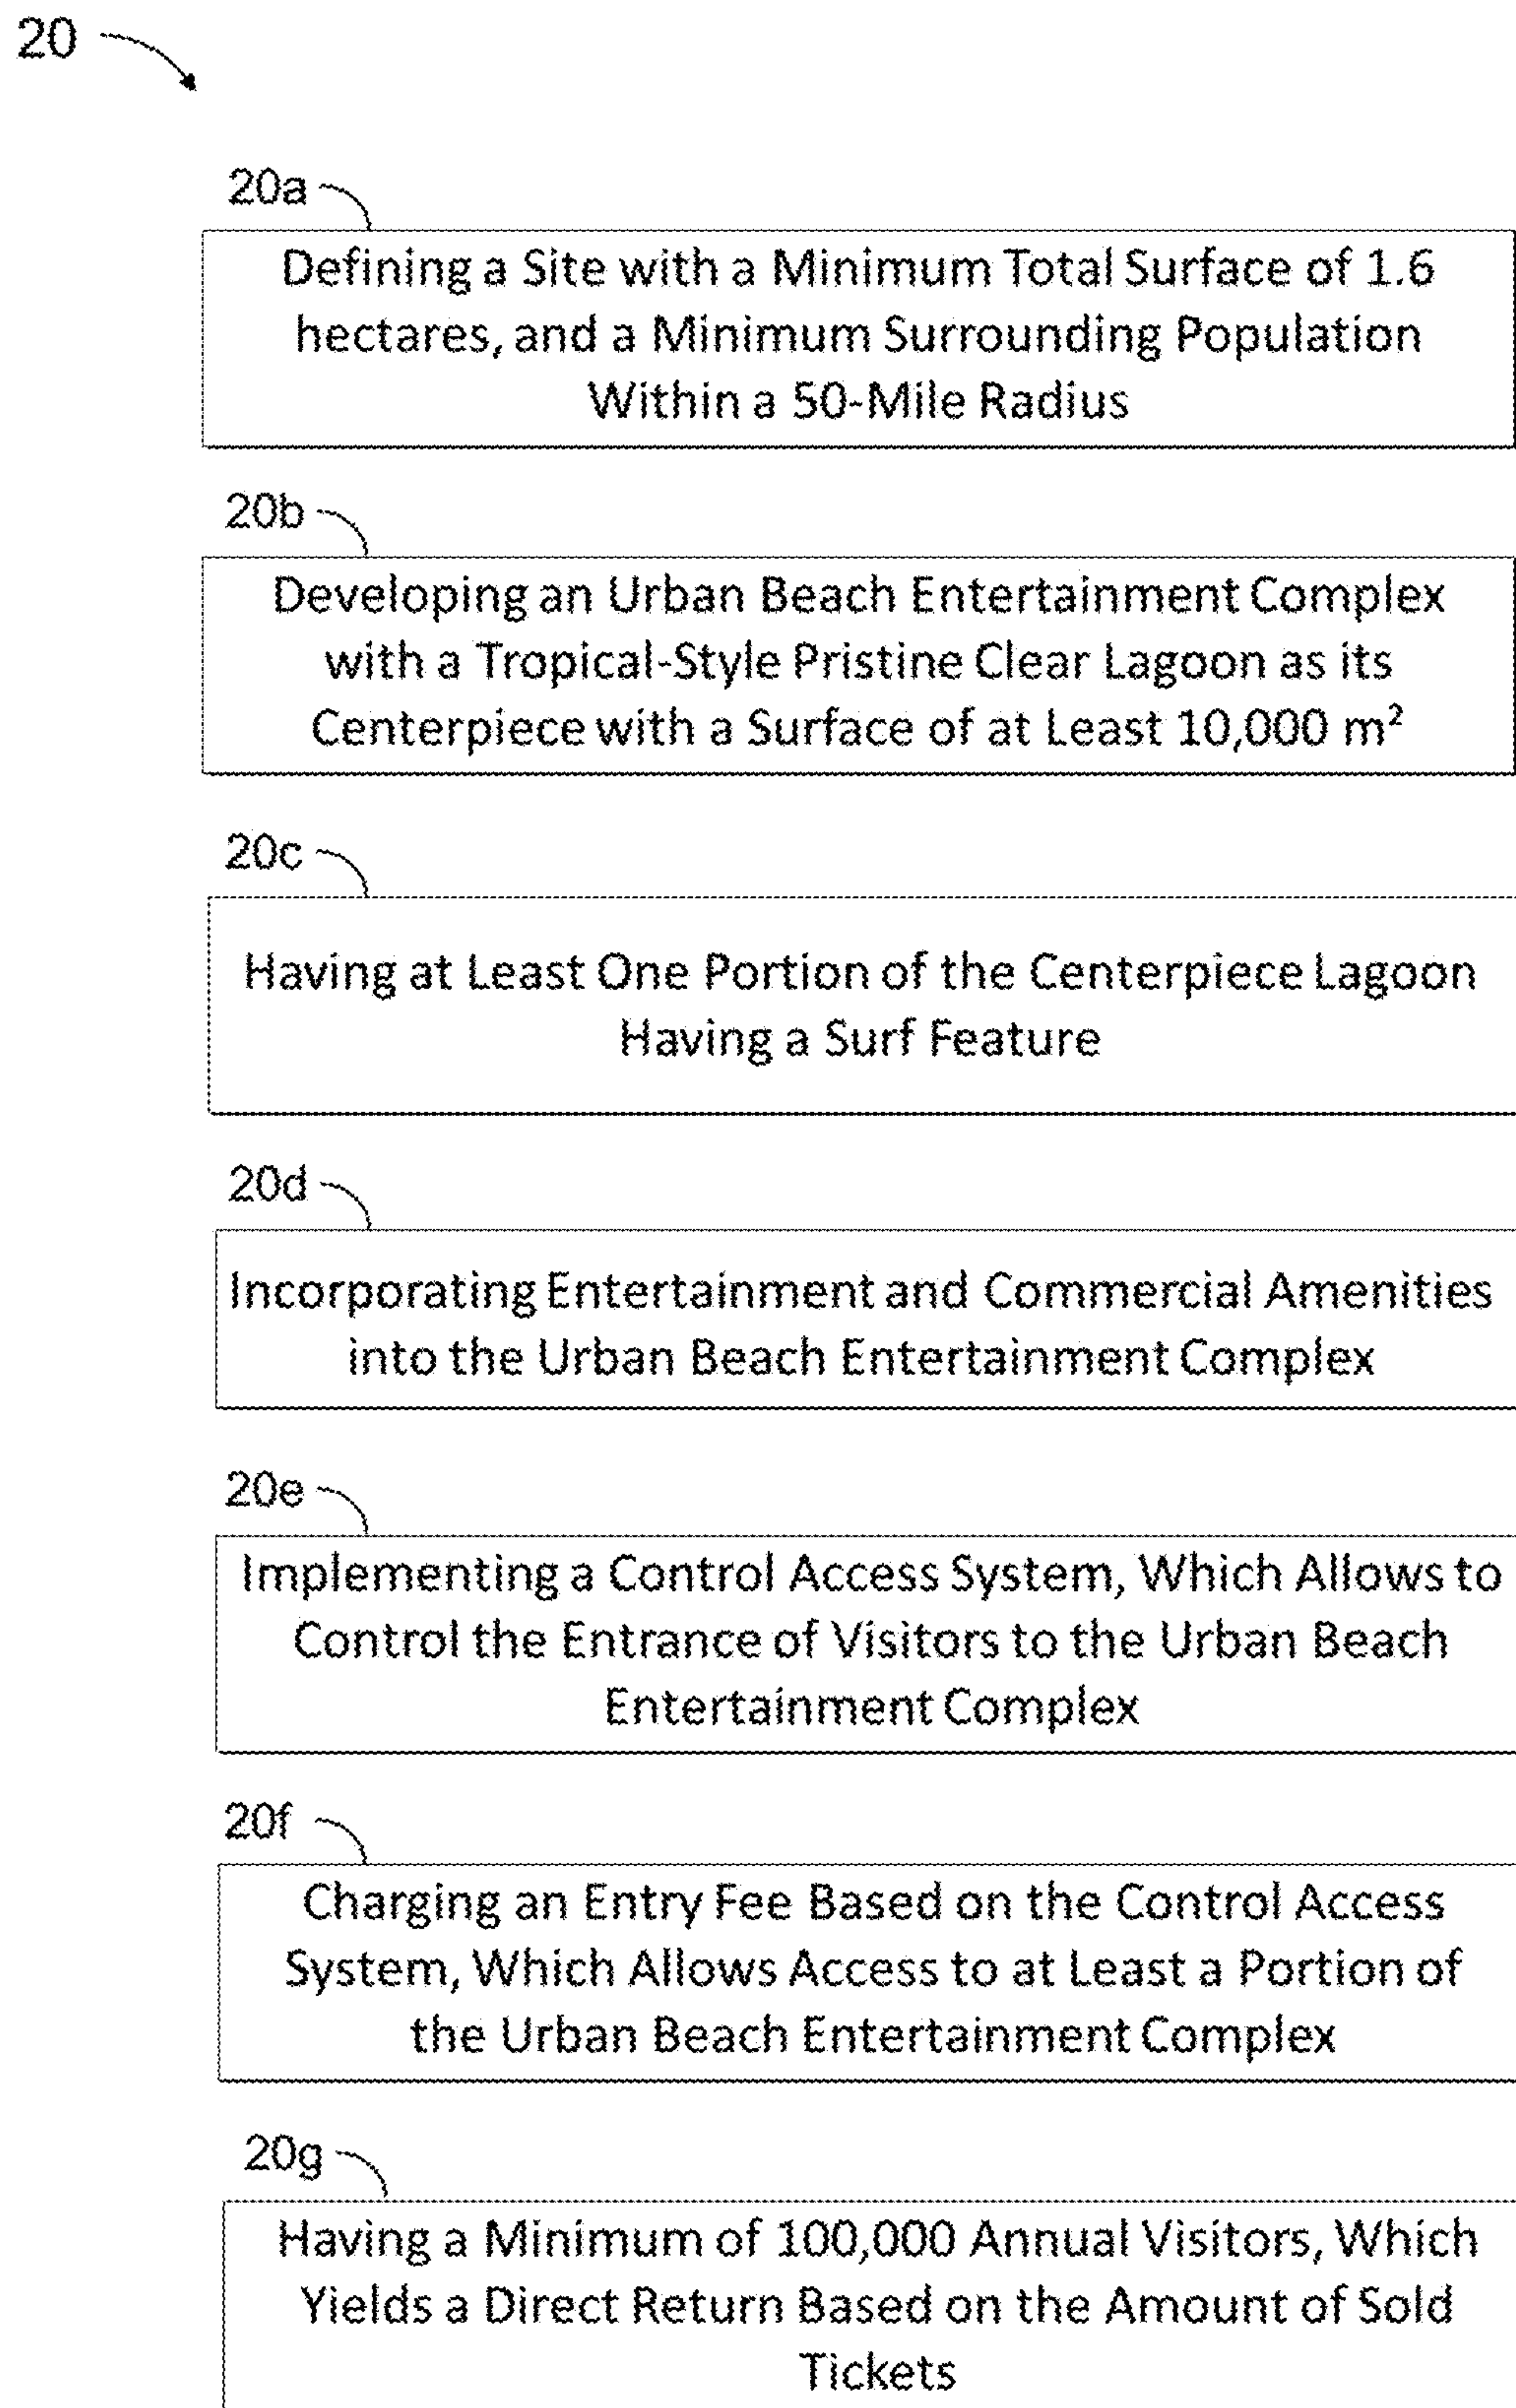 20
20a
Defining a Site with a Minimum Total Surface of 1.6
hectares, and a Minimum Surrounding Population
Within a 50-Mile Radius
20b
Developing an Urban Beach Entertainment Complex
with a Tropical-Style Pristine Clear Lagoon as its
Centerpiece with a Surface of at Least 10,000 m²
20c
Having at Least One Portion of the Centerpiece Lagoon
Having a Surf Feature
20d
Incorporating Entertainment and Commercial Amenities
into the Urban Beach Entertainment Complex
20e
Implementing a Control Access System, Which Allows to
Control the Entrance of Visitors to the Urban Beach
Entertainment Complex
20f
Charging an Entry Fee Based on the Control Access
System, Which Allows Access to at Least a Portion of
the Urban Beach Entertainment Complex
20g
Having a Minimum of 100,000 Annual Visitors, Which
Yields a Direct Return Based on the Amount of Sold
Tickets